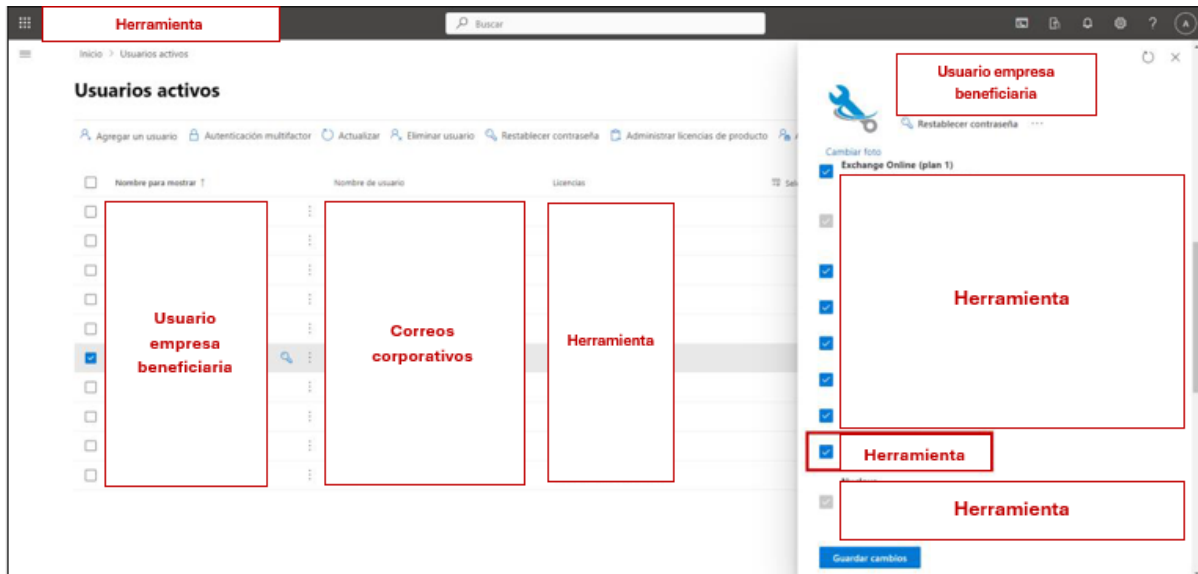 Herramienta
Buscar
Inicio > Usuarios activos
Usuarios activos
Agregar un usuario Autenticación multifactor Actualizar Eliminar usuario Restablecer contraseña Administrar licencias de producto
Nombre para mostrar ↑ Nombre de usuario Licencias
Usuario
empresa
beneficiaria
Correos
corporativos
Herramienta
Usuario empresa
beneficiaria
Restablecer contraseña ...
Cambiar foto
Exchange Online (plan 1)
Herramienta
Herramienta
Herramienta
Guardar cambios